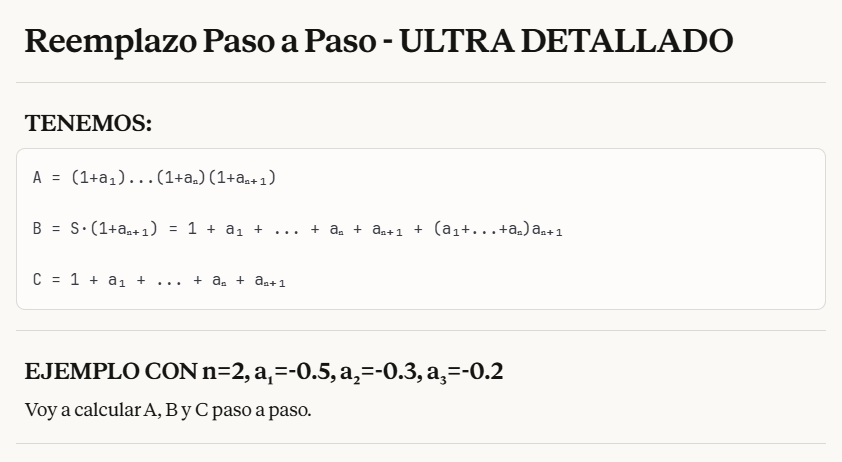 Reemplazo Paso a Paso - ULTRA DETALLADO
TENEMOS:
A = (1+a₁)...(1+aₙ)(1+aₙ₊₁)
B = S·(1+aₙ₊₁) = 1 + a₁ + ... + aₙ + aₙ₊₁ + (a₁+...+aₙ)aₙ₊₁
C = 1 + a₁ + ... + aₙ + aₙ₊₁
EJEMPLO CON n=2, a₁=-0.5, a₂=-0.3, a₃=-0.2
Voy a calcular A, B y C paso a paso.